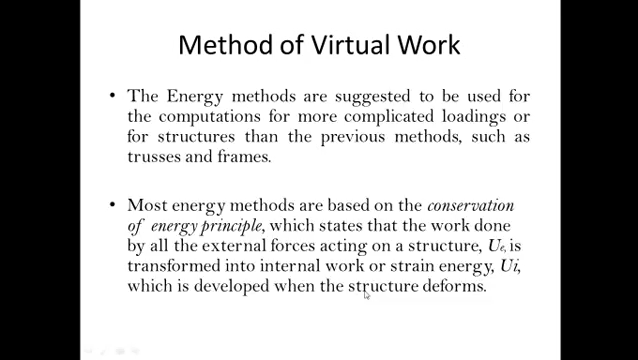 Method of Virtual Work
• The Energy methods are suggested to be used for
the computations for more complicated loadings or
for structures than the previous methods, such as
trusses and frames.
• Most energy methods are based on the conservation
of energy principle, which states that the work done
by all the external forces acting on a structure, Ue, is
transformed into internal work or strain energy, Ui,
which is developed when the structure deforms.